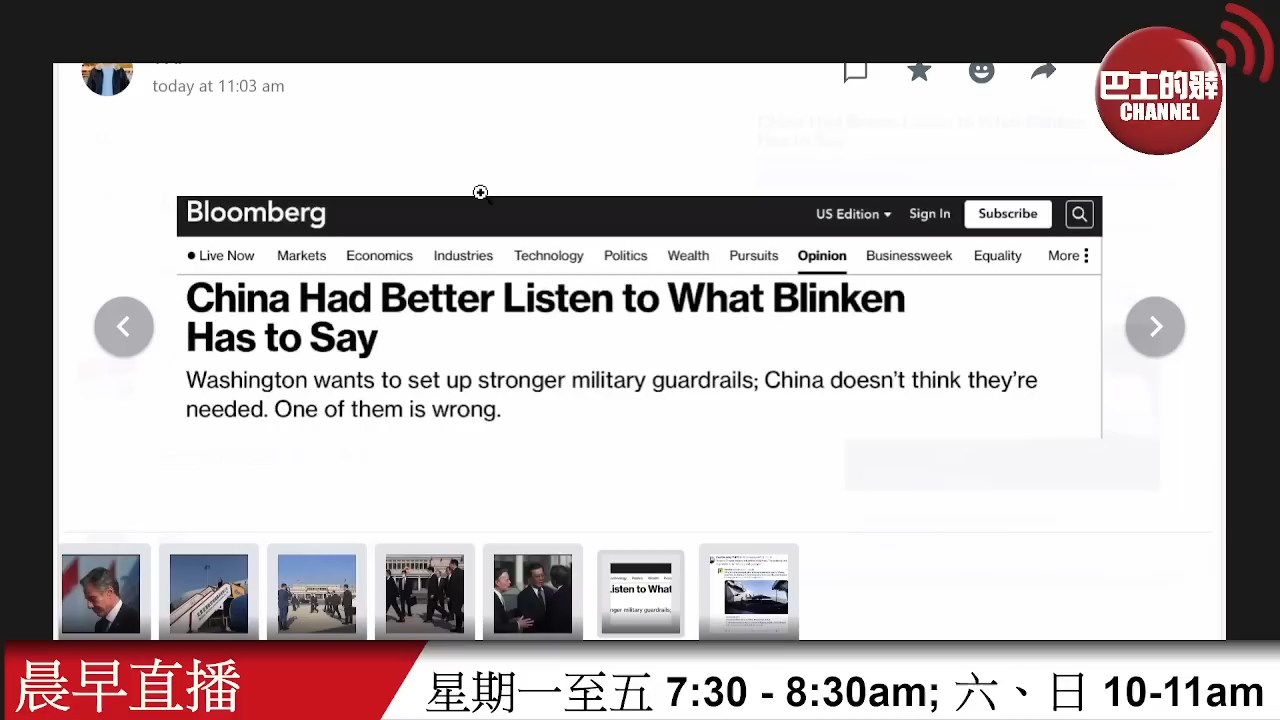 today at 11:03 am
巴士的報
CHANNEL
Bloomberg
US Edition
Sign In
Subscribe
Live Now
Markets
Economics
Industries
Technology
Politics
Wealth
Pursuits
Opinion
Businessweek
Equality
More
China Had Better Listen to What Blinken
Has to Say
Washington wants to set up stronger military guardrails; China doesn't think they're
needed. One of them is wrong.
Listen to What
晨早直播
星期一至五 7:30 - 8:30am; 六、日 10-11am